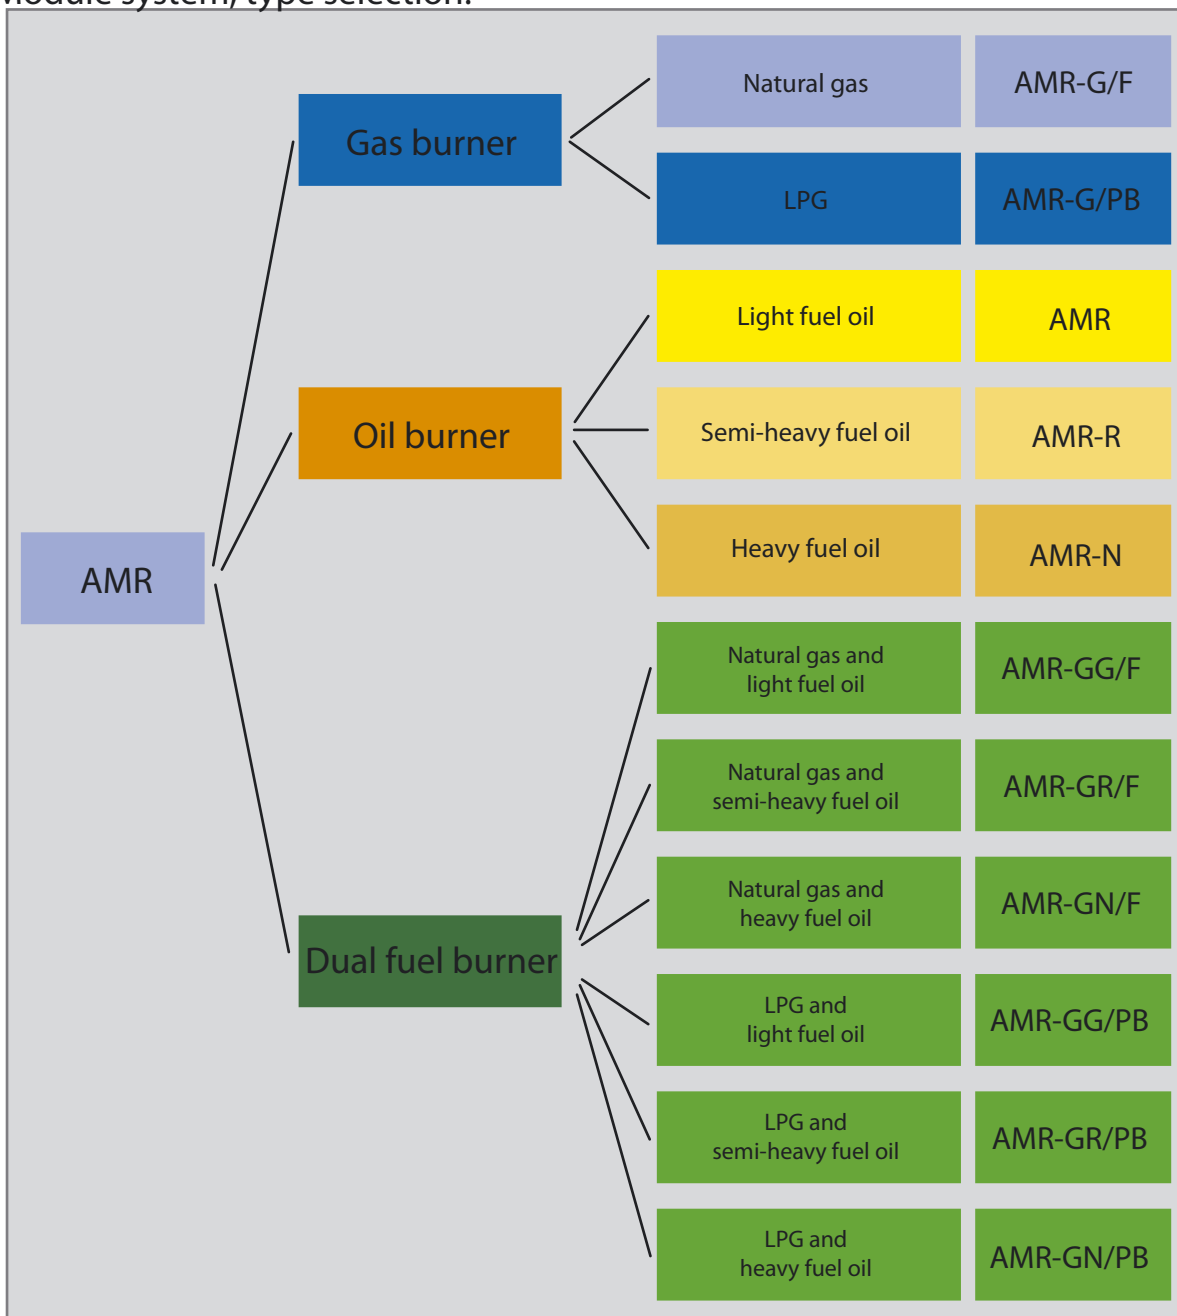 Module system, type selection:
Natural gas
AMR-G/F
Gas burner
LPG
AMR-G/PB
Light fuel oil
AMR
Oil burner
Semi-heavy fuel oil
AMR-R
Heavy fuel oil
AMR-N
AMR
Natural gas and
light fuel oil
AMR-GG/F
Natural gas and
semi-heavy fuel oil
AMR-GR/F
Natural gas and
heavy fuel oil
AMR-GN/F
Dual fuel burner
LPG and
light fuel oil
AMR-GG/PB
LPG and
semi-heavy fuel oil
AMR-GR/PB
LPG and
heavy fuel oil
AMR-GN/PB